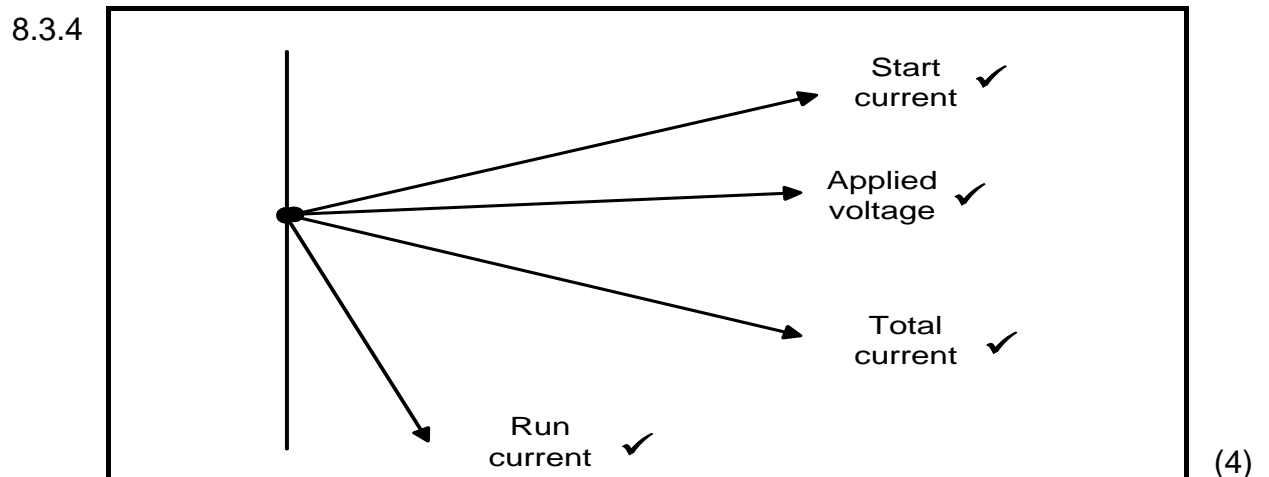 8.3.4
Start
current ✓
Applied
voltage ✓
Total
current ✓
Run
current ✓
(4)